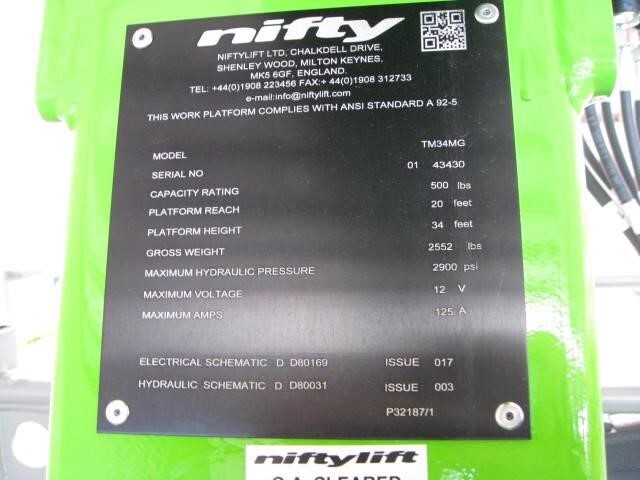 nifty
NIFTYLIFT LTD, CHALKDELL DRIVE,
SHENLEY WOOD, MILTON KEYNES,
MK5 6GF, ENGLAND.
TEL: +44(0)1908 223456 FAX:+ 44(0)1908 312733
e-mail:info@niftylift.com
THIS WORK PLATFORM COMPLIES WITH ANSI STANDARD A 92-5
MODEL TM34MG
SERIAL NO 01 43430
CAPACITY RATING 500 lbs
PLATFORM REACH 20 feet
PLATFORM HEIGHT 34 feet
GROSS WEIGHT 2552 lbs
MAXIMUM HYDRAULIC PRESSURE 2900 psi
MAXIMUM VOLTAGE 12 V
MAXIMUM AMPS 125 A
ELECTRICAL SCHEMATIC D D80169 ISSUE 017
HYDRAULIC SCHEMATIC D D80031 ISSUE 003
P32187/1
niftylift
Q.A. CLEARED